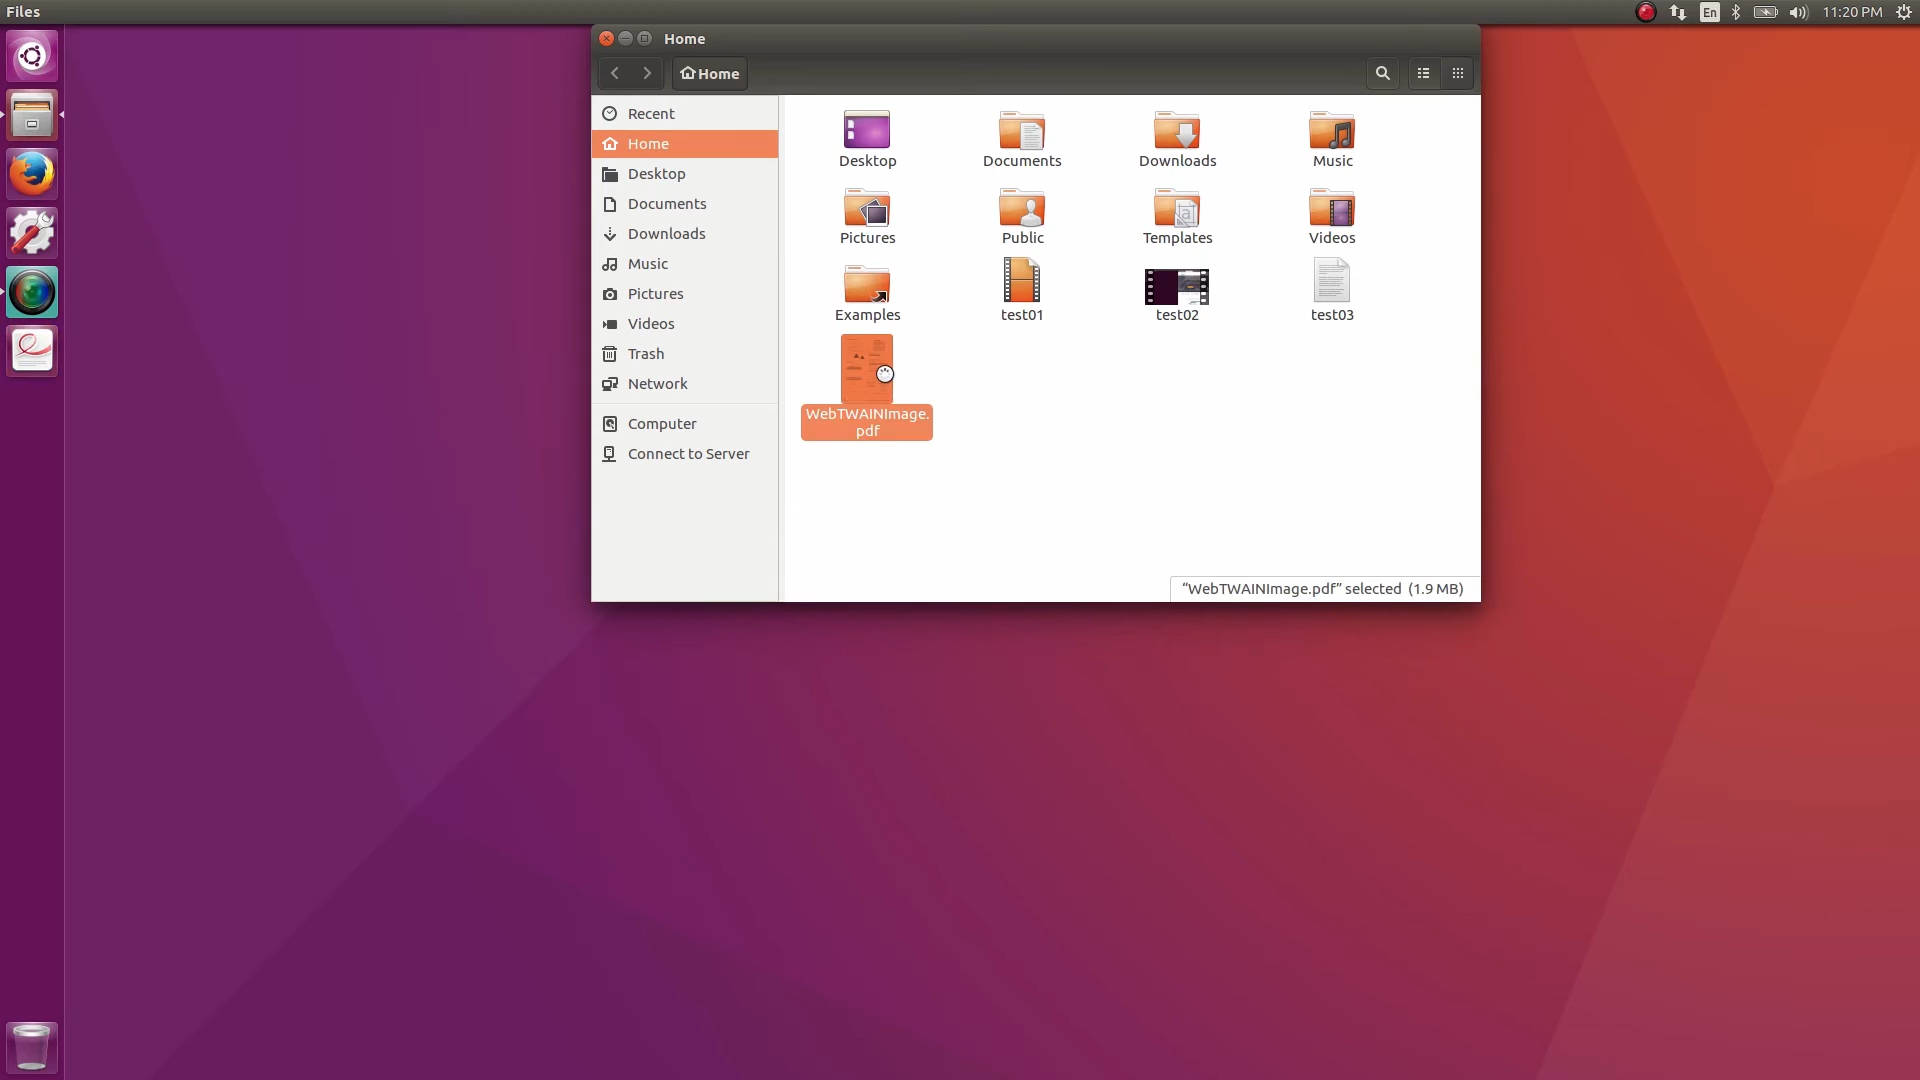 Files
En
11:20 PM
Home
Home
Recent
Home
Desktop
Documents
Downloads
Music
Pictures
Videos
Trash
Network
Computer
Connect to Server
Desktop
Documents
Downloads
Music
Pictures
Public
Templates
Videos
Examples
test01
test02
test03
WebTWAINImage.
pdf
“WebTWAINImage.pdf” selected (1.9 MB)